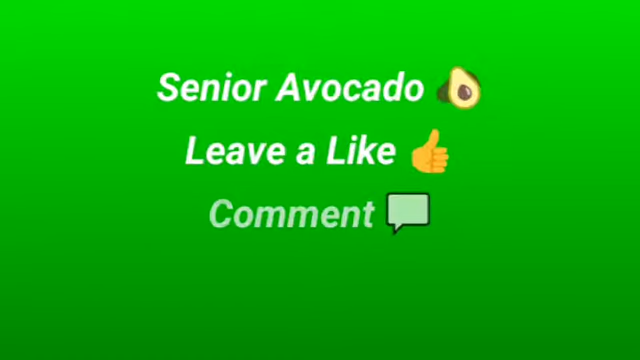 Senior Avocado 🥑
Leave a Like 👍
Comment 💬